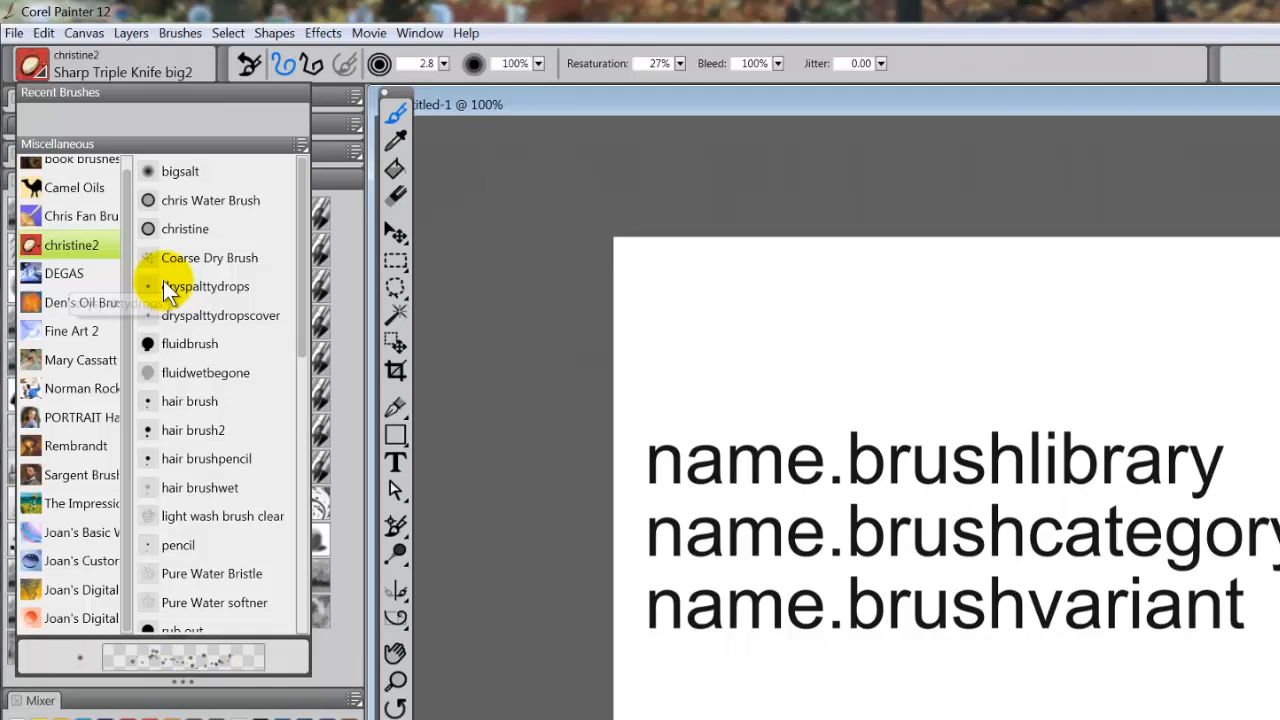 Corel Painter 12
File Edit Canvas Layers Brushes Select Shapes Effects Movie Window Help
christine2
Sharp Triple Knife big2
2.8 100% Resaturation: 27% Bleed: 100% Jitter: 0.00
Recent Brushes
titled-1 @ 100%
Miscellaneous
book brushes
Camel Oils
Chris Fan Bru
christine2
DEGAS
Den's Oil Brus
Fine Art 2
Mary Cassatt
Norman Rock
PORTRAIT Ha
Rembrandt
Sargent Brush
The Impressio
Joan's Basic W
Joan's Custor
Joan's Digital
Joan's Digital
bigsalt
chris Water Brush
christine
Coarse Dry Brush
dryspalttydrops
dryspalttydropscover
fluidbrush
fluidwetbegone
hair brush
hair brush2
hair brushpencil
hair brushwet
light wash brush clear
pencil
Pure Water Bristle
Pure Water softner
rub out
name.brushlibrary
name.brushcategory
name.brushvariant
Mixer